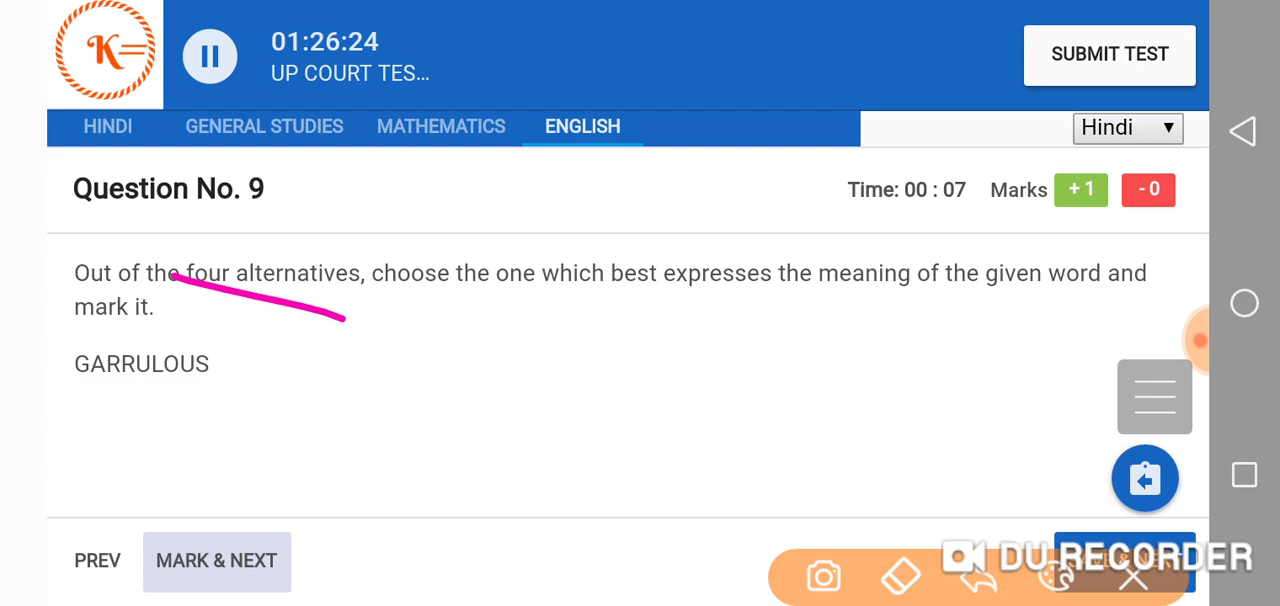 K
01:26:24
UP COURT TES...
SUBMIT TEST
HINDI GENERAL STUDIES MATHEMATICS ENGLISH
Hindi ▼
Question No. 9
Time: 00 : 07 Marks +1 -0
Out of the four alternatives, choose the one which best expresses the meaning of the given word and
mark it.
GARRULOUS
PREV MARK & NEXT
DU RECORDER